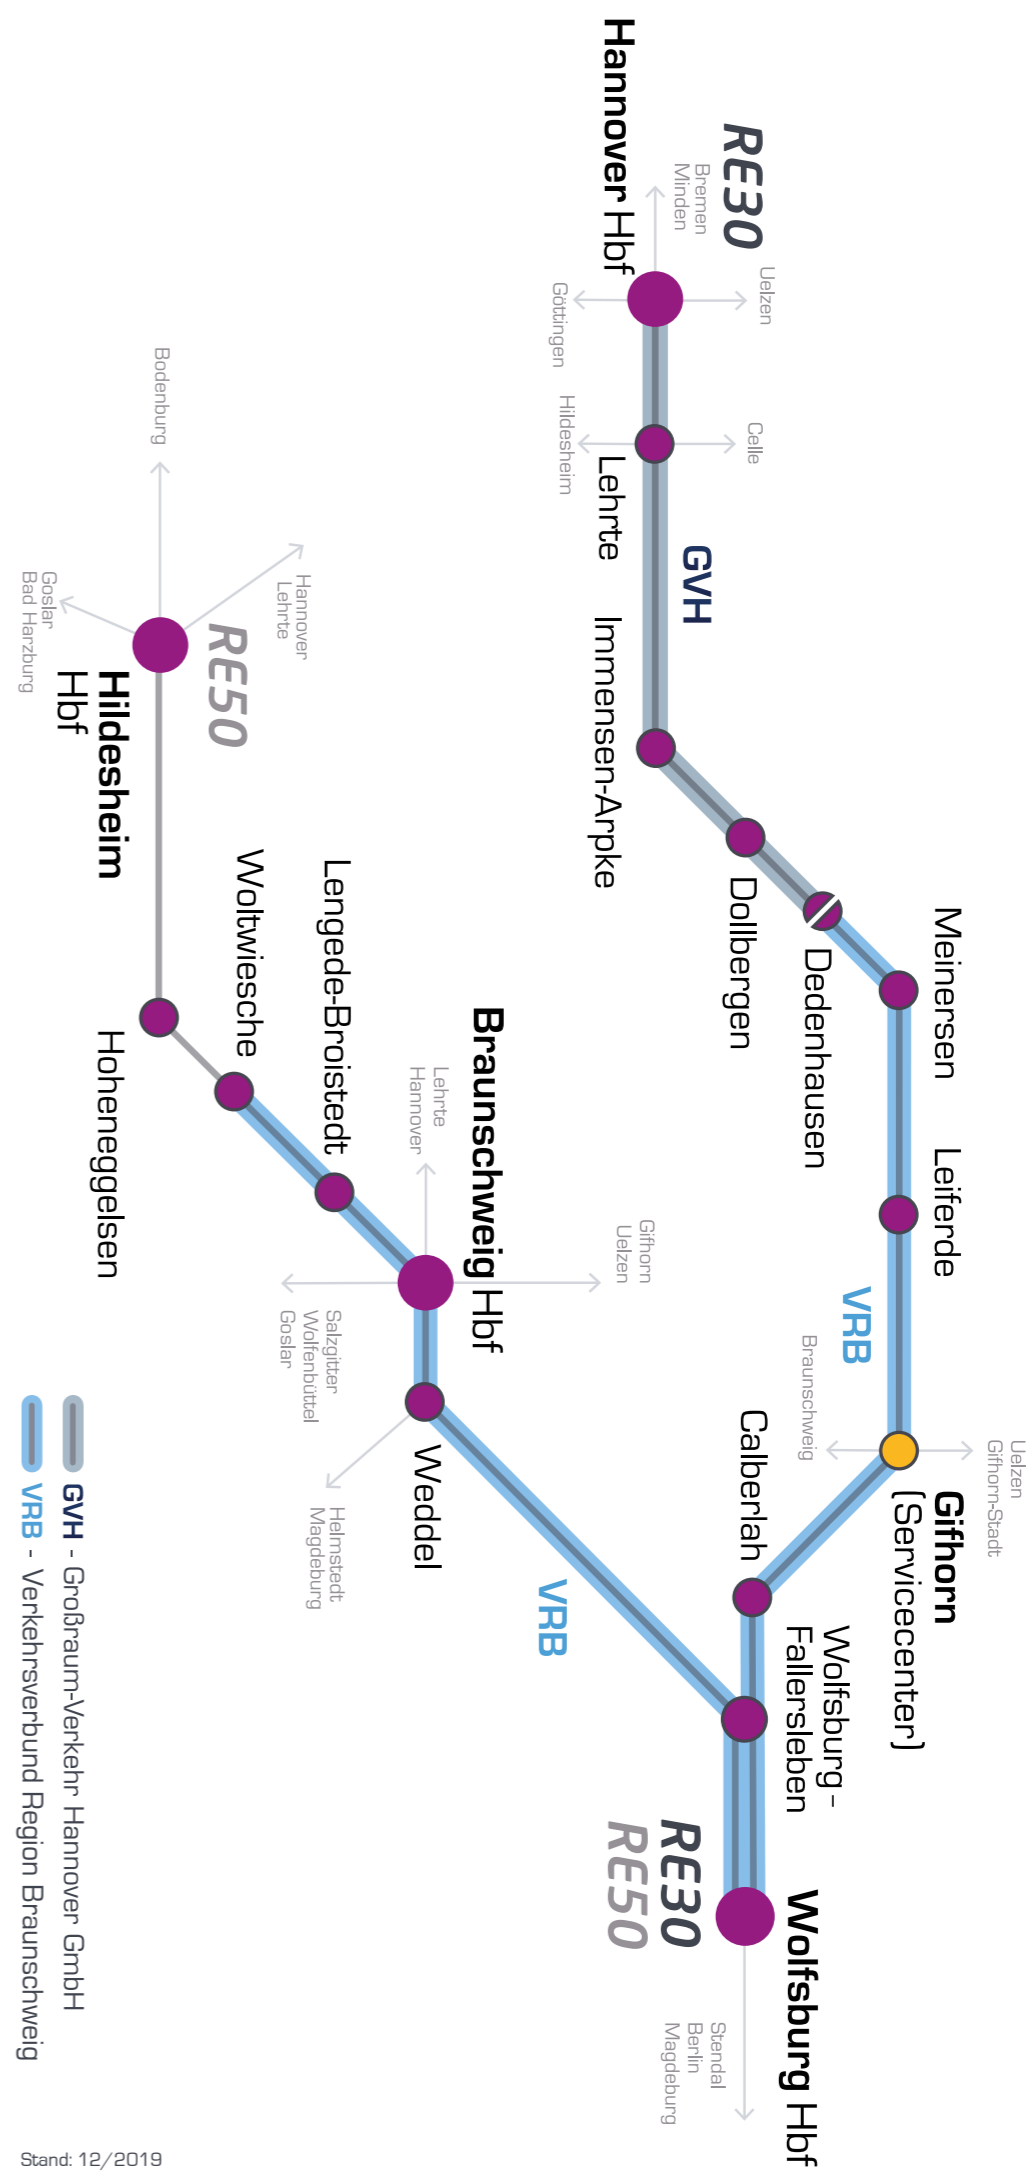 Uelzen
Gifhorn-Stadt
Meinersen
Leiferde
Gifhorn
(Servicecenter)
VRB
Braunschweig
RE30
Uelzen
Celle
Dedenhausen
Wolfsburg -
Fallersleben
Wolfsburg Hbf
Bremen
Minden
GVH
Dollbergen
Calberlah
Stendal
Berlin
Magdeburg
Hannover Hbf
Lehrte
Immensen-Arpke
Göttingen
Hildesheim
Gifhorn
Uelzen
RE30
RE50
VRB
Braunschweig Hbf
Lehrte
Hannover
Weddel
Lengede-Broistedt
Woltwiesche
Salzgitter
Wolfenbüttel
Goslar
Helmstedt
Magdeburg
Hannover
Lehrte
RE50
Bodenburg
Hildesheim
Hbf
Hoheneggelsen
Goslar
Bad Harzburg
GVH - Großraum-Verkehr Hannover GmbH
VRB - Verkehrsverbund Region Braunschweig
Stand: 12/2019